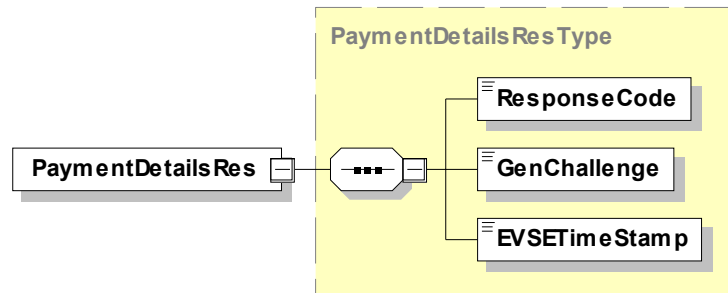 PaymentDetailsResType
ResponseCode
PaymentDetailsRes
GenChallenge
EVSETimeStamp